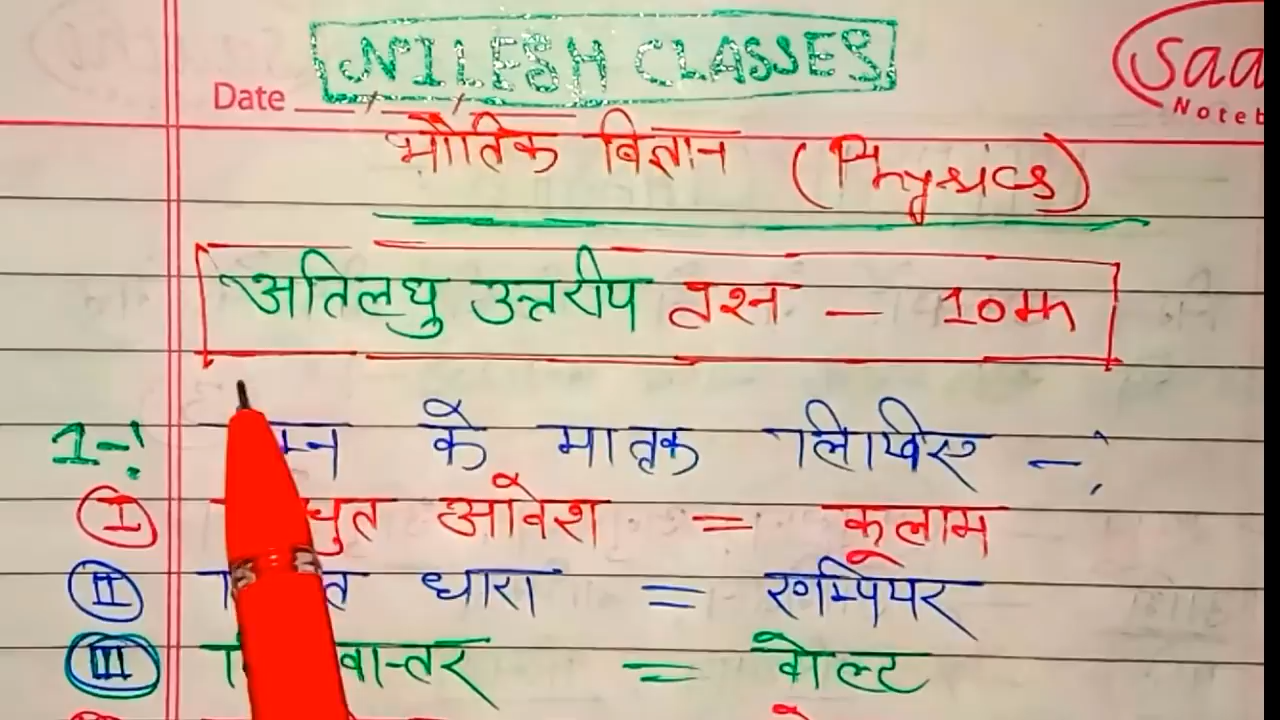 NILESH CLASSES
Saa
Date
Noteb
भौतिक विज्ञान (Physics)
अतिलघु उत्तरीय प्रश्न - 10अंक
1-: म्न के मात्रक लिखिए -:
I द्युत आवेश = कूलाम
II त धारा = एम्पियर
III वान्तर = वोल्ट